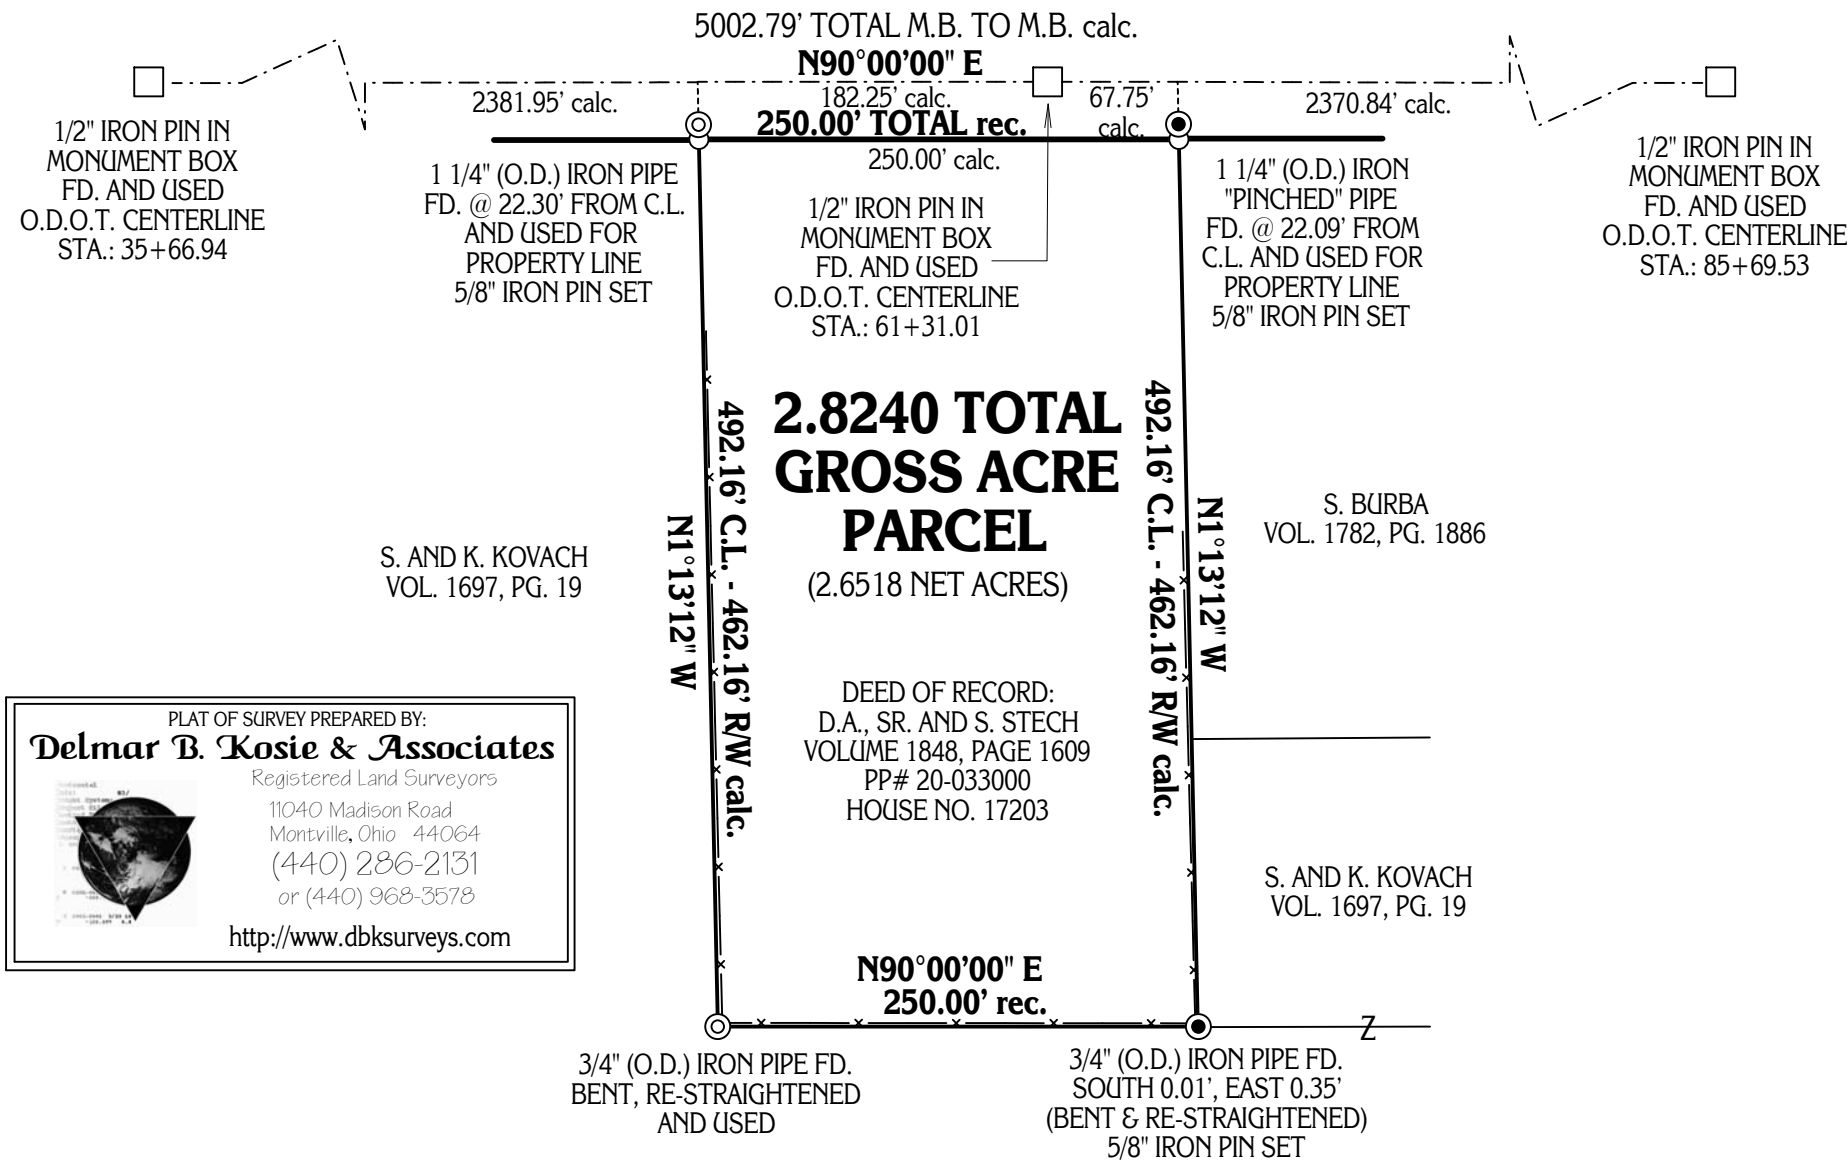 5002.79' TOTAL M.B. TO M.B. calc.
N90°00'00" E
2381.95' calc.
182.25' calc.
67.75'
calc.
2370.84' calc.
250.00' TOTAL rec.
250.00' calc.
1/2" IRON PIN IN
MONUMENT BOX
FD. AND USED
O.D.O.T. CENTERLINE
STA.: 35+66.94
1 1/4" (O.D.) IRON PIPE
FD. @ 22.30' FROM C.L.
AND USED FOR
PROPERTY LINE
5/8" IRON PIN SET
1/2" IRON PIN IN
MONUMENT BOX
FD. AND USED
O.D.O.T. CENTERLINE
STA.: 61+31.01
1 1/4" (O.D.) IRON
"PINCHED" PIPE
FD. @ 22.09' FROM
C.L. AND USED FOR
PROPERTY LINE
5/8" IRON PIN SET
1/2" IRON PIN IN
MONUMENT BOX
FD. AND USED
O.D.O.T. CENTERLINE
STA.: 85+69.53
2.8240 TOTAL
GROSS ACRE
PARCEL
(2.6518 NET ACRES)
N1°13'12" W
492.16' C.L. - 462.16' R/W calc.
492.16' C.L. - 462.16' R/W calc.
N1°13'12" W
S. AND K. KOVACH
VOL. 1697, PG. 19
S. BURBA
VOL. 1782, PG. 1886
DEED OF RECORD:
D.A., SR. AND S. STECH
VOLUME 1848, PAGE 1609
PP# 20-033000
HOUSE NO. 17203
S. AND K. KOVACH
VOL. 1697, PG. 19
PLAT OF SURVEY PREPARED BY:
Delmar B. Kosie & Associates
Registered Land Surveyors
11040 Madison Road
Montville, Ohio 44064
(440) 286-2131
or (440) 968-3578
http://www.dbksurveys.com
N90°00'00" E
250.00' rec.
Z
3/4" (O.D.) IRON PIPE FD.
BENT, RE-STRAIGHTENED
AND USED
3/4" (O.D.) IRON PIPE FD.
SOUTH 0.01', EAST 0.35'
(BENT & RE-STRAIGHTENED)
5/8" IRON PIN SET